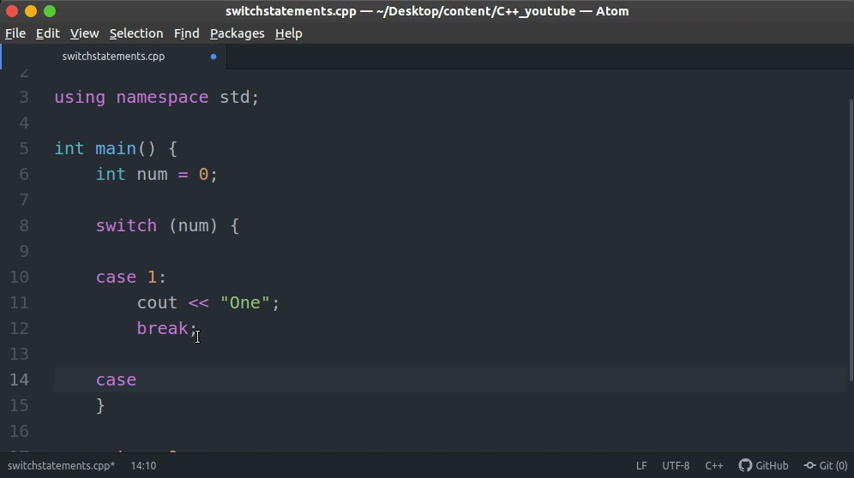 switchstatements.cpp — ~/Desktop/content/C++_youtube — Atom
File Edit View Selection Find Packages Help
switchstatements.cpp
2
3 using namespace std;
4
5 int main() {
6 int num = 0;
7
8 switch (num) {
9
10 case 1:
11 cout << "One";
12 break;
13
14 case
15 }
16
switchstatements.cpp* 14:10 LF UTF-8 C++ GitHub Git (0)